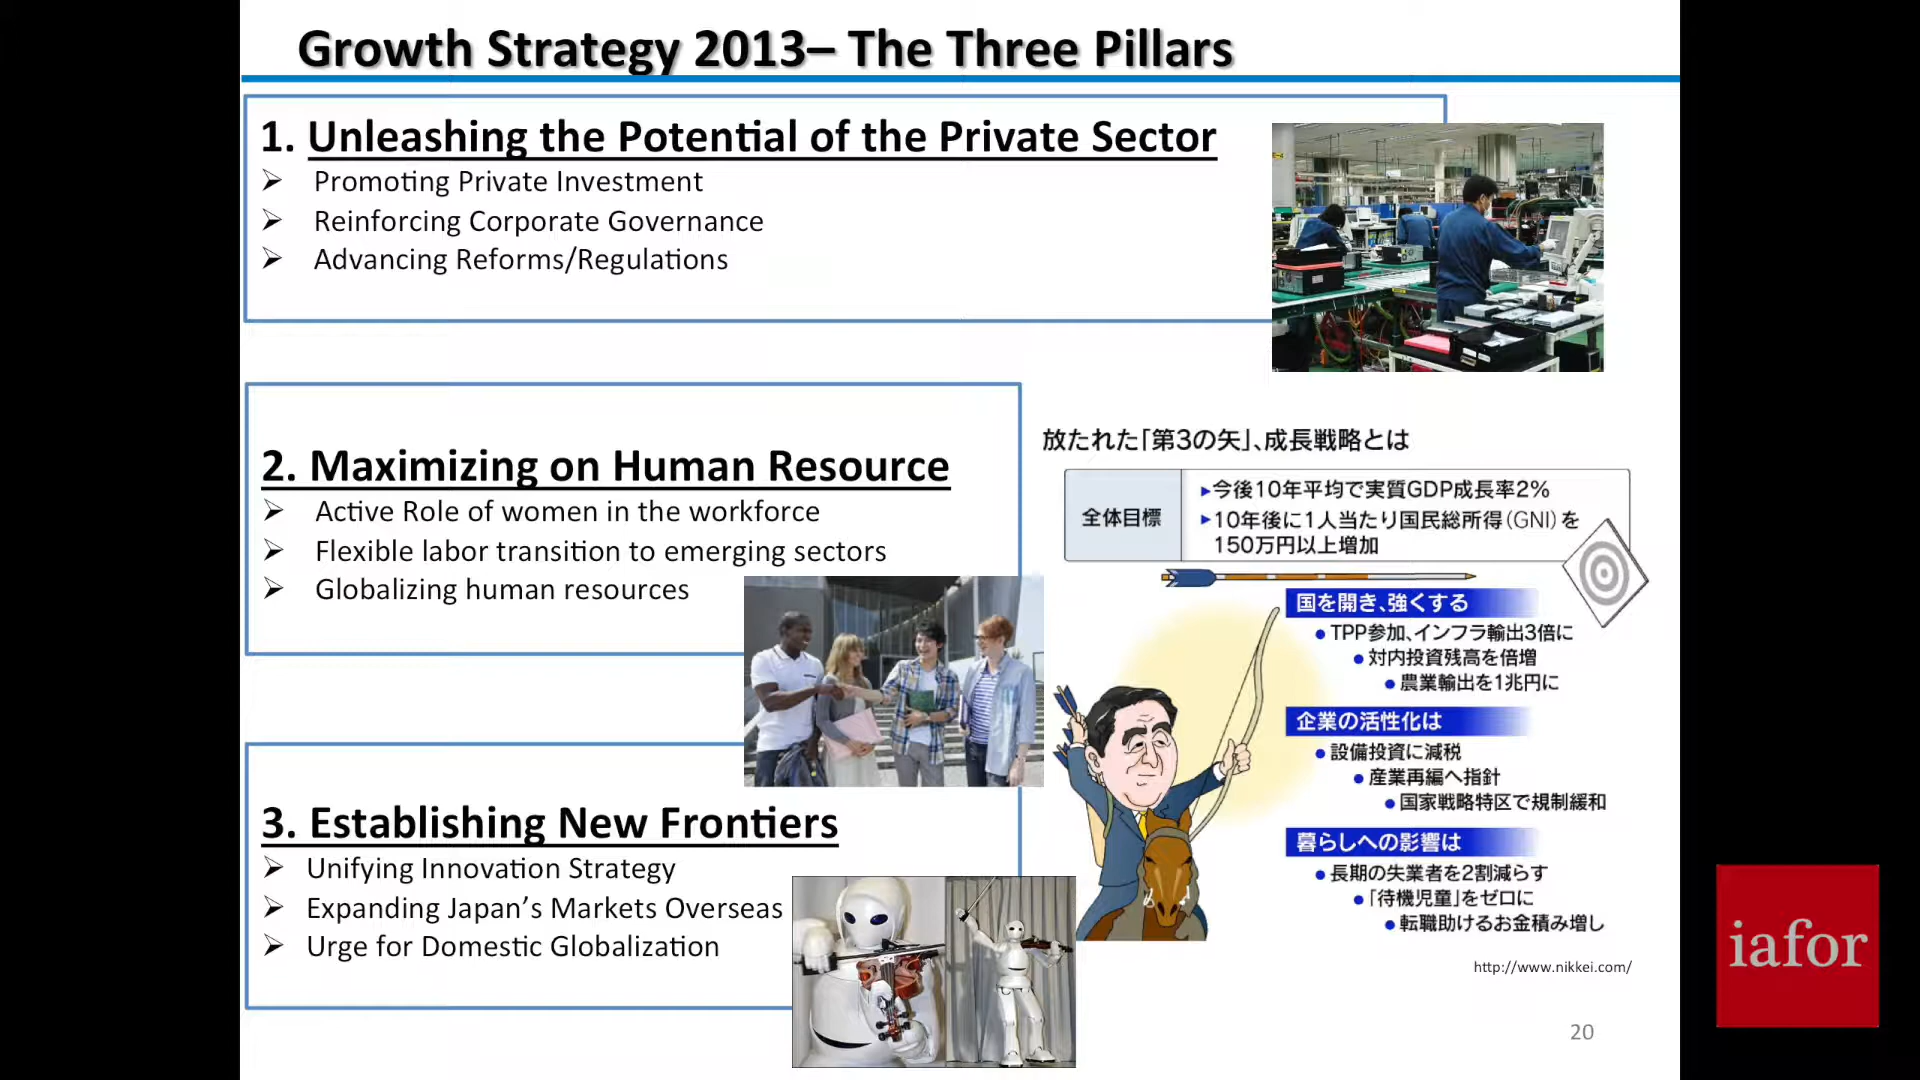 Growth Strategy 2013– The Three Pillars
1. Unleashing the Potential of the Private Sector
➢ Promoting Private Investment
➢ Reinforcing Corporate Governance
➢ Advancing Reforms/Regulations
2. Maximizing on Human Resource
➢ Active Role of women in the workforce
➢ Flexible labor transition to emerging sectors
➢ Globalizing human resources
3. Establishing New Frontiers
➢ Unifying Innovation Strategy
➢ Expanding Japan’s Markets Overseas
➢ Urge for Domestic Globalization
放たれた「第3の矢」、成長戦略とは
全体目標
▸今後10年平均で実質GDP成長率2%
▸10年後に1人当たり国民総所得(GNI)を
150万円以上増加
国を開き、強くする
●TPP参加、インフラ輸出3倍に
●対内投資残高を倍増
●農業輸出を1兆円に
企業の活性化は
●設備投資に減税
●産業再編へ指針
●国家戦略特区で規制緩和
暮らしへの影響は
●長期の失業者を2割減らす
●「待機児童」をゼロに
●転職助けるお金積み増し
http://www.nikkei.com/
20
iafor